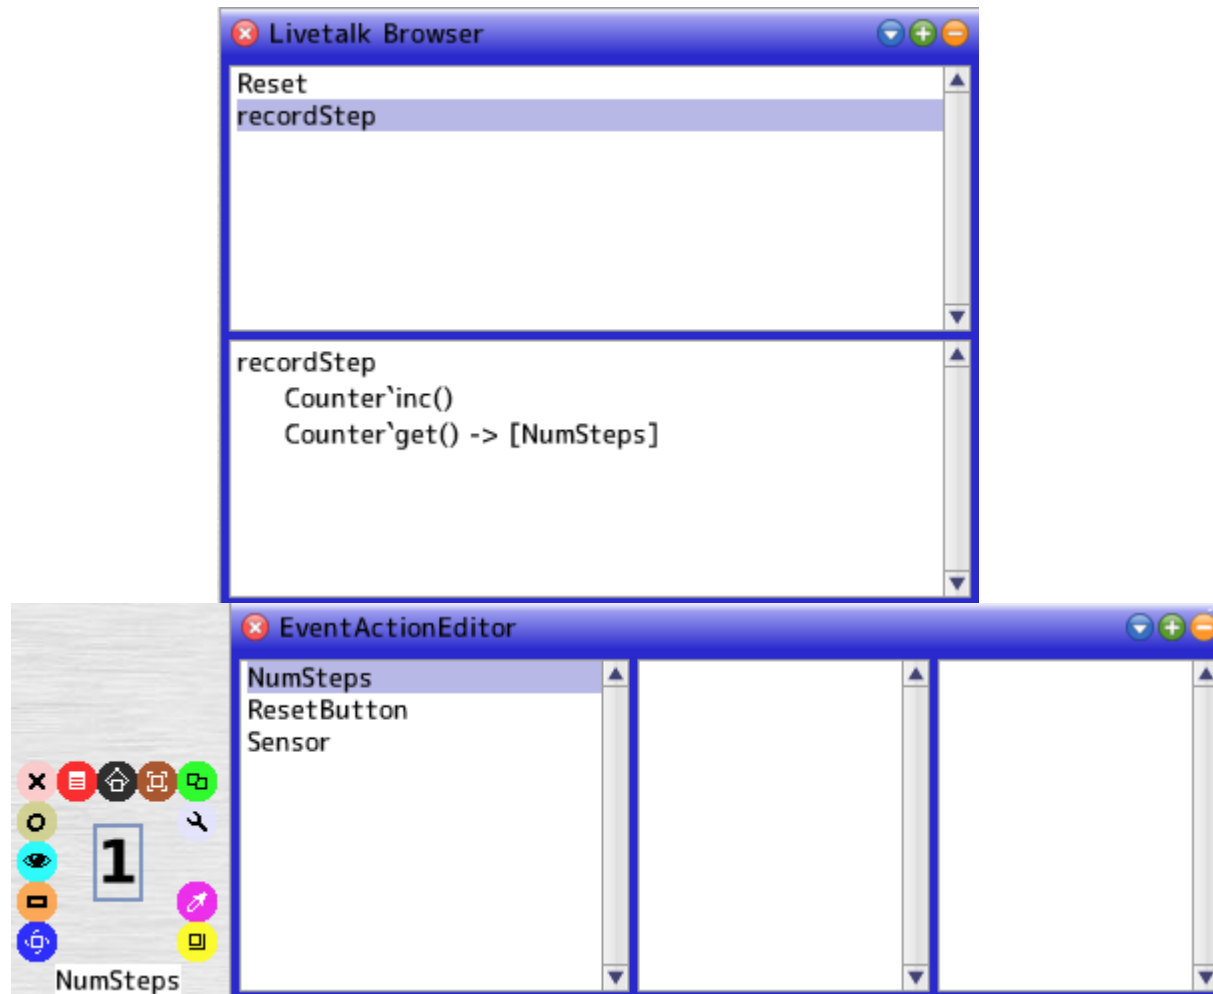 Livetalk Browser
Reset
recordStep
recordStep
Counter`inc()
Counter`get() -> [NumSteps]
EventActionEditor
NumSteps
ResetButton
Sensor
1
NumSteps